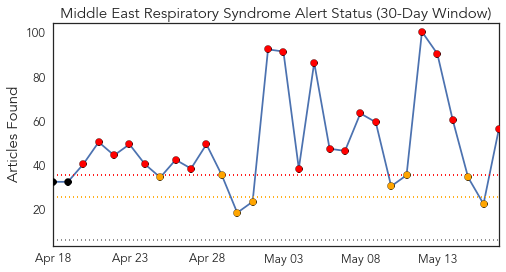 Middle East Respiratory Syndrome Alert Status (30-Day Window)
Articles Found
100
80
60
40
20
Apr 18
Apr 23
Apr 28
May 03
May 08
May 13